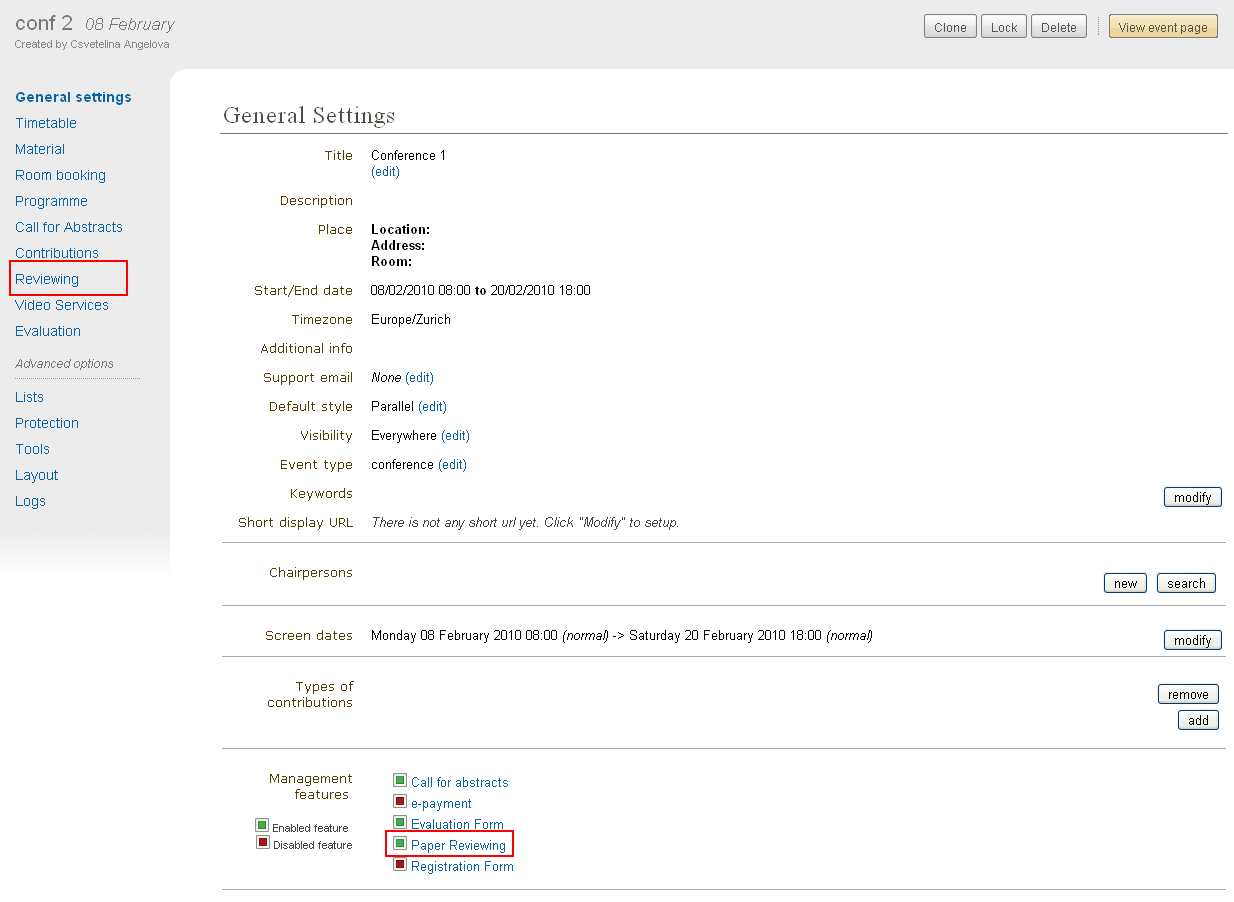 conf 2 08 February
Created by Csvetelina Angelova
Clone Lock Delete View event page
General settings
Timetable
Material
Room booking
Programme
Call for Abstracts
Contributions
Reviewing
Video Services
Evaluation
Advanced options
Lists
Protection
Tools
Layout
Logs
General Settings
Title Conference 1
(edit)
Description
Place Location:
Address:
Room:
Start/End date 08/02/2010 08:00 to 20/02/2010 18:00
Timezone Europe/Zurich
Additional info
Support email None (edit)
Default style Parallel (edit)
Visibility Everywhere (edit)
Event type conference (edit)
Keywords
modify
Short display URL There is not any short url yet. Click "Modify" to setup.
Chairpersons
new search
Screen dates Monday 08 February 2010 08:00 (normal) -> Saturday 20 February 2010 18:00 (normal)
modify
Types of
contributions
remove
add
Management
features
Enabled feature
Disabled feature
Call for abstracts
e-payment
Evaluation Form
Paper Reviewing
Registration Form